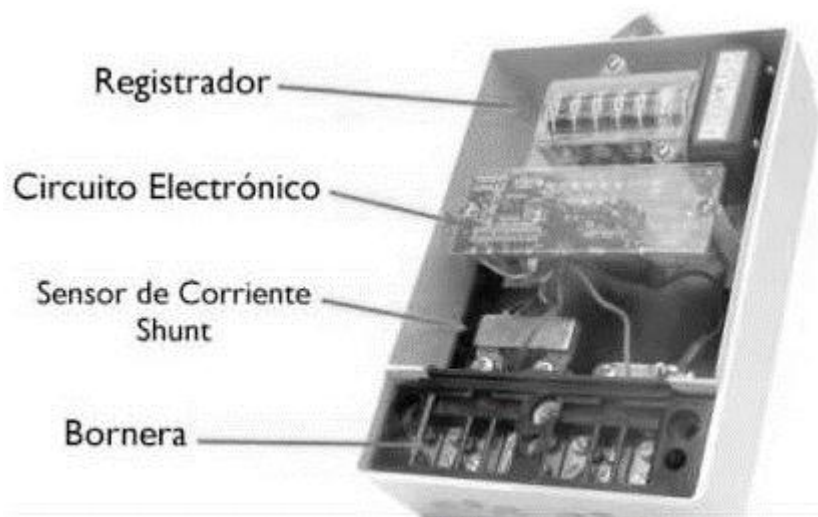 Registrador
Circuito Electrónico
Sensor de Corriente
Shunt
Bornera